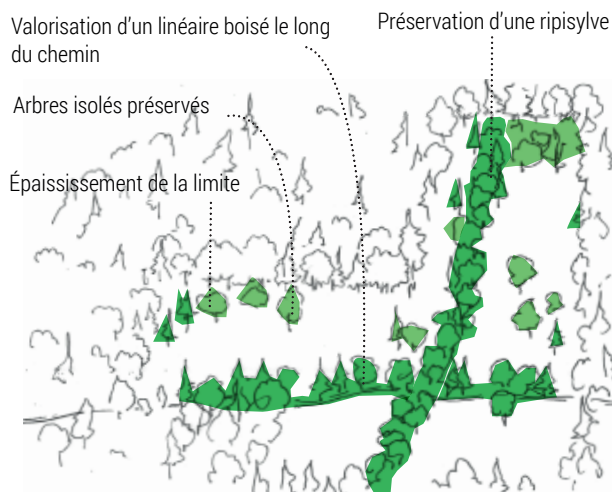 Valorisation d’un linéaire boisé le long
du chemin
Préservation d’une ripisylve
Arbres isolés préservés
Épaississement de la limite